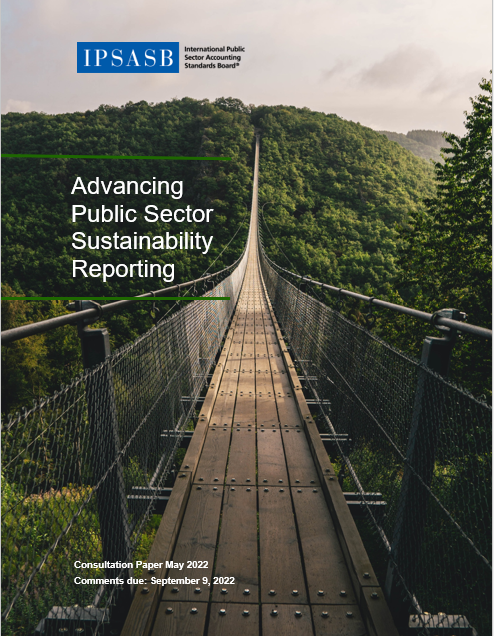 IPSASB
International Public
Sector Accounting
Standards Board®
Advancing
Public Sector
Sustainability
Reporting
Consultation Paper May 2022
Comments due: September 9, 2022